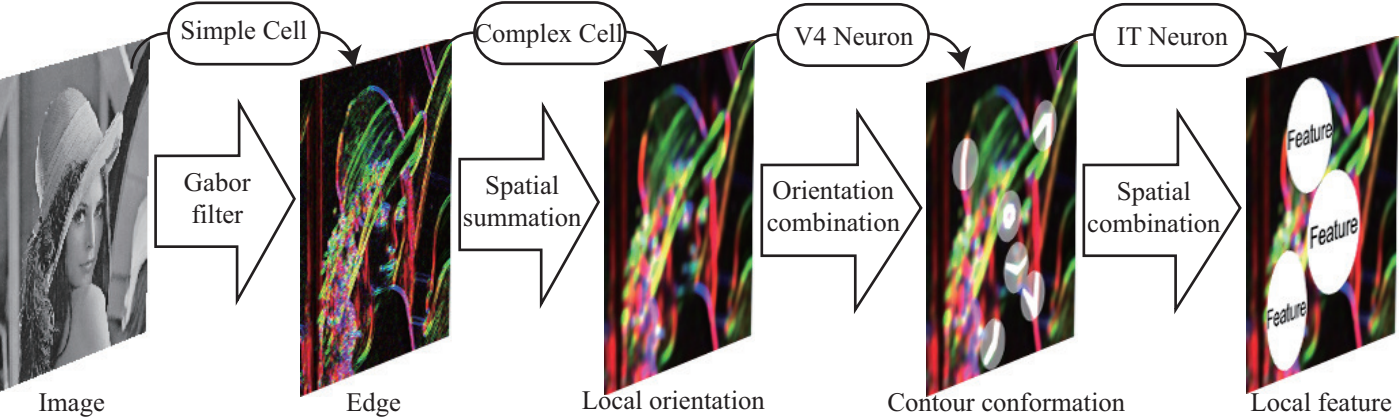 Simple Cell
Complex Cell
V4 Neuron
IT Neuron
Gabor
filter
Spatial
summation
Orientation
combination
Spatial
combination
Feature
Feature
Feature
Image
Edge
Local orientation
Contour conformation
Local feature